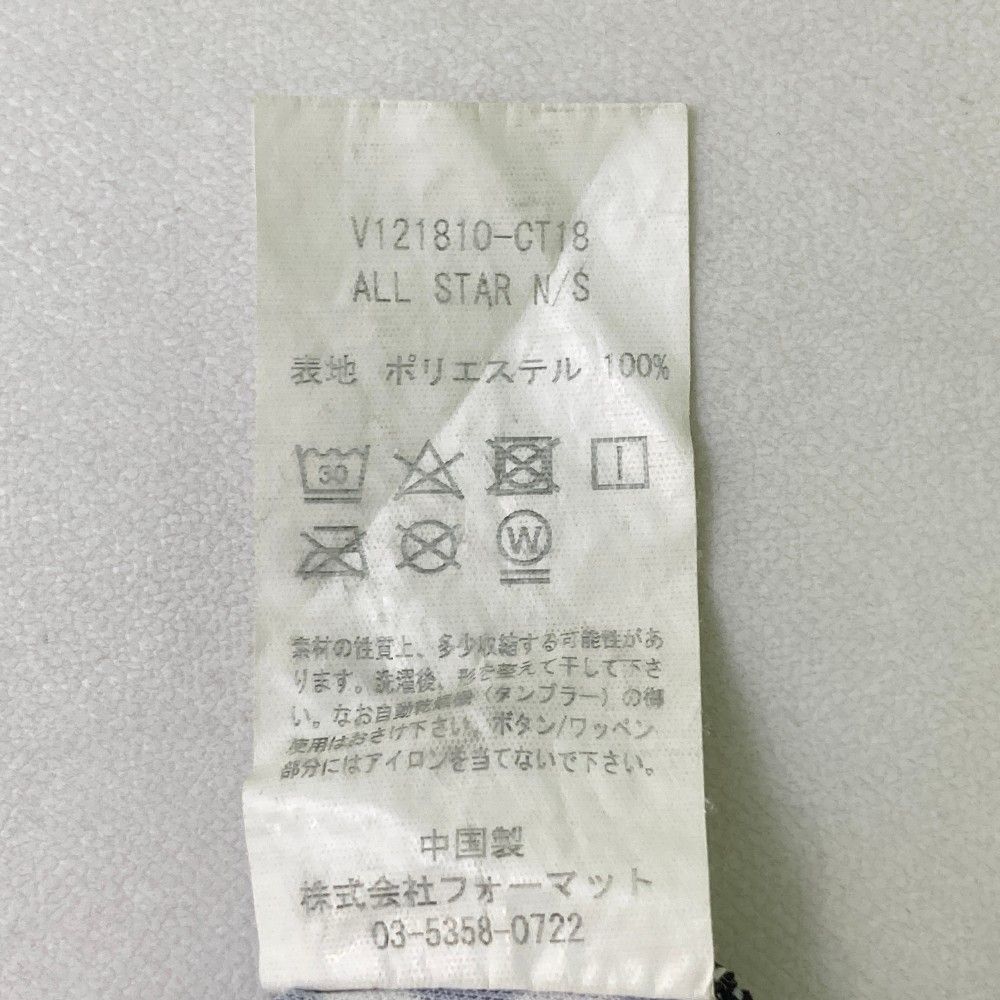 V121810-CT18
ALL STAR N/S
表地 ポリエステル 100%
30
W
素材の性質上、多少収縮する可能性があ
ります。洗濯後、形を整えて干して下さ
い。なお自動乾燥機（タンブラー）の御
使用はおさけ下さい。ボタン/ワッペン
部分にはアイロンを当てないで下さい。
中国製
株式会社フォーマット
03-5358-0722